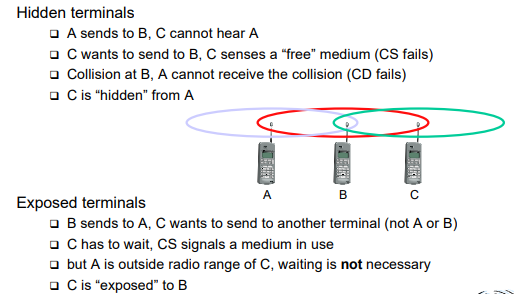 Hidden terminals
❑ A sends to B, C cannot hear A
❑ C wants to send to B, C senses a “free” medium (CS fails)
❑ Collision at B, A cannot receive the collision (CD fails)
❑ C is “hidden” from A
A B C
Exposed terminals
❑ B sends to A, C wants to send to another terminal (not A or B)
❑ C has to wait, CS signals a medium in use
❑ but A is outside radio range of C, waiting is not necessary
❑ C is “exposed” to B